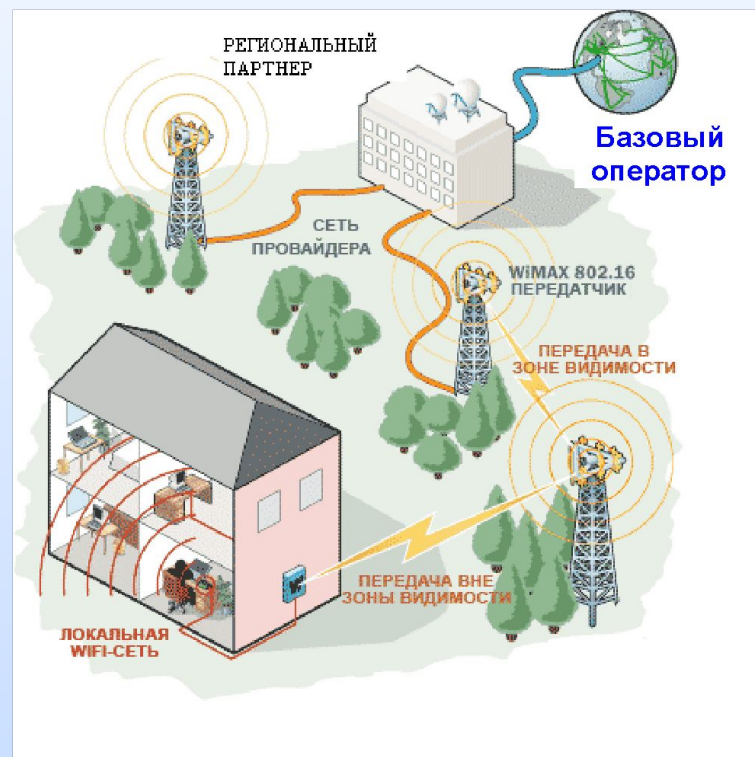 РЕГИОНАЛЬНЫЙ
ПАРТНЕР
Базовый
оператор
СЕТЬ
ПРОВАЙДЕРА
WiMAX 802.16
ПЕРЕДАТЧИК
ПЕРЕДАЧА В
ЗОНЕ ВИДИМОСТИ
ПЕРЕДАЧА ВНЕ
ЗОНЫ ВИДИМОСТИ
ЛОКАЛЬНАЯ
WIFI-СЕТЬ